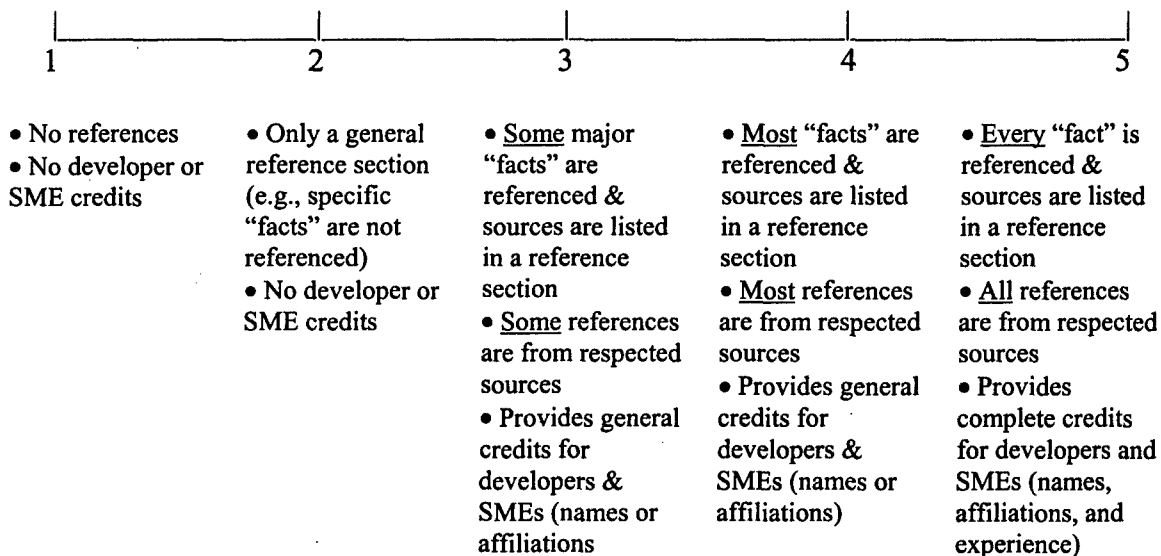 1 2 3 4 5
• No references
• No developer or
SME credits
• Only a general
reference section
(e.g., specific
“facts” are not
referenced)
• No developer or
SME credits
• Some major
“facts” are
referenced &
sources are listed
in a reference
section
• Some references
are from respected
sources
• Provides general
credits for
developers &
SMEs (names or
affiliations
• Most “facts” are
referenced &
sources are listed
in a reference
section
• Most references
are from respected
sources
• Provides general
credits for
developers &
SMEs (names or
affiliations)
• Every “fact” is
referenced &
sources are listed
in a reference
section
• All references
are from respected
sources
• Provides
complete credits
for developers and
SMEs (names,
affiliations, and
experience)